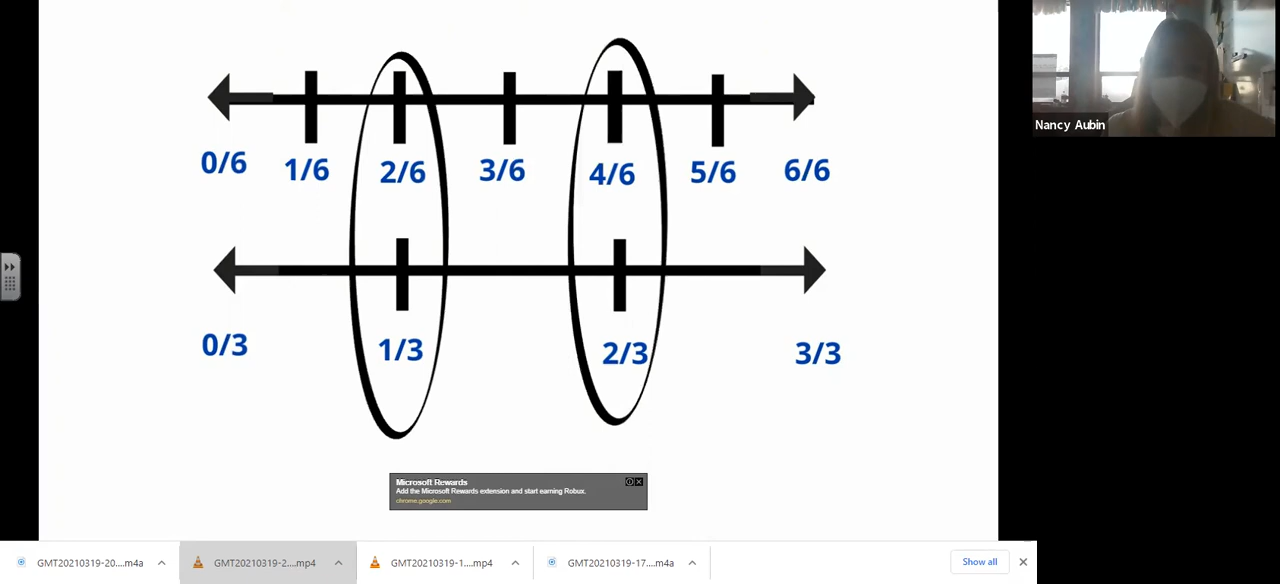 0/6 1/6 2/6 3/6 4/6 5/6 6/6
0/3 1/3 2/3 3/3
Microsoft Rewards
Add the Microsoft Rewards extension and start earning Robux.
chrome.google.com
Nancy Aubin
GMT20210319-20....m4a
GMT20210319-2....mp4
GMT20210319-1....mp4
GMT20210319-17....m4a
Show all